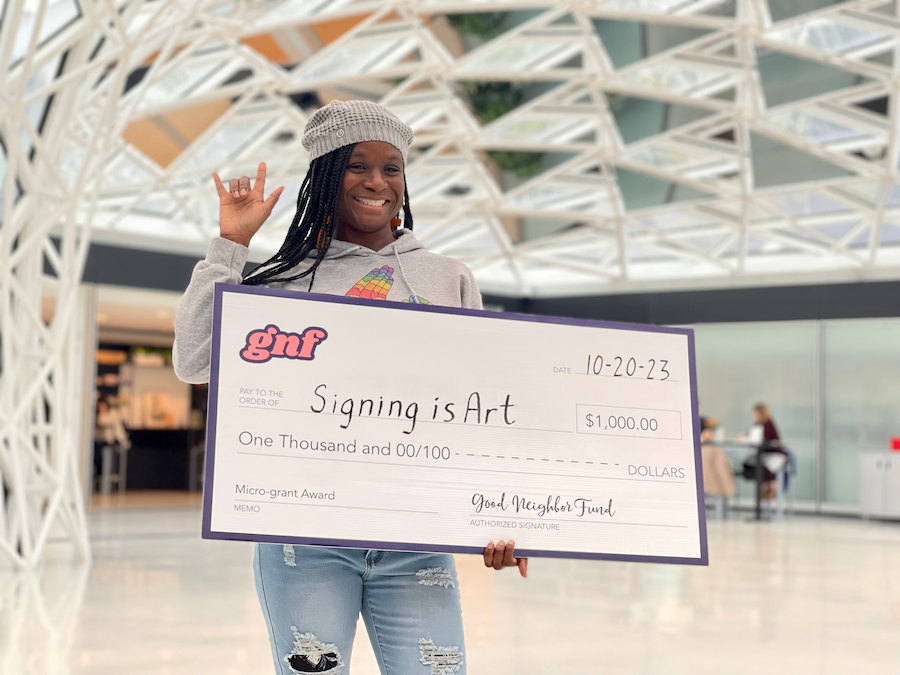 gnf
DATE 10-20-23
PAY TO THE
ORDER OF Signing is Art
$1,000.00
One Thousand and 00/100 DOLLARS
Micro-grant Award
MEMO
Good Neighbor Fund
AUTHORIZED SIGNATURE